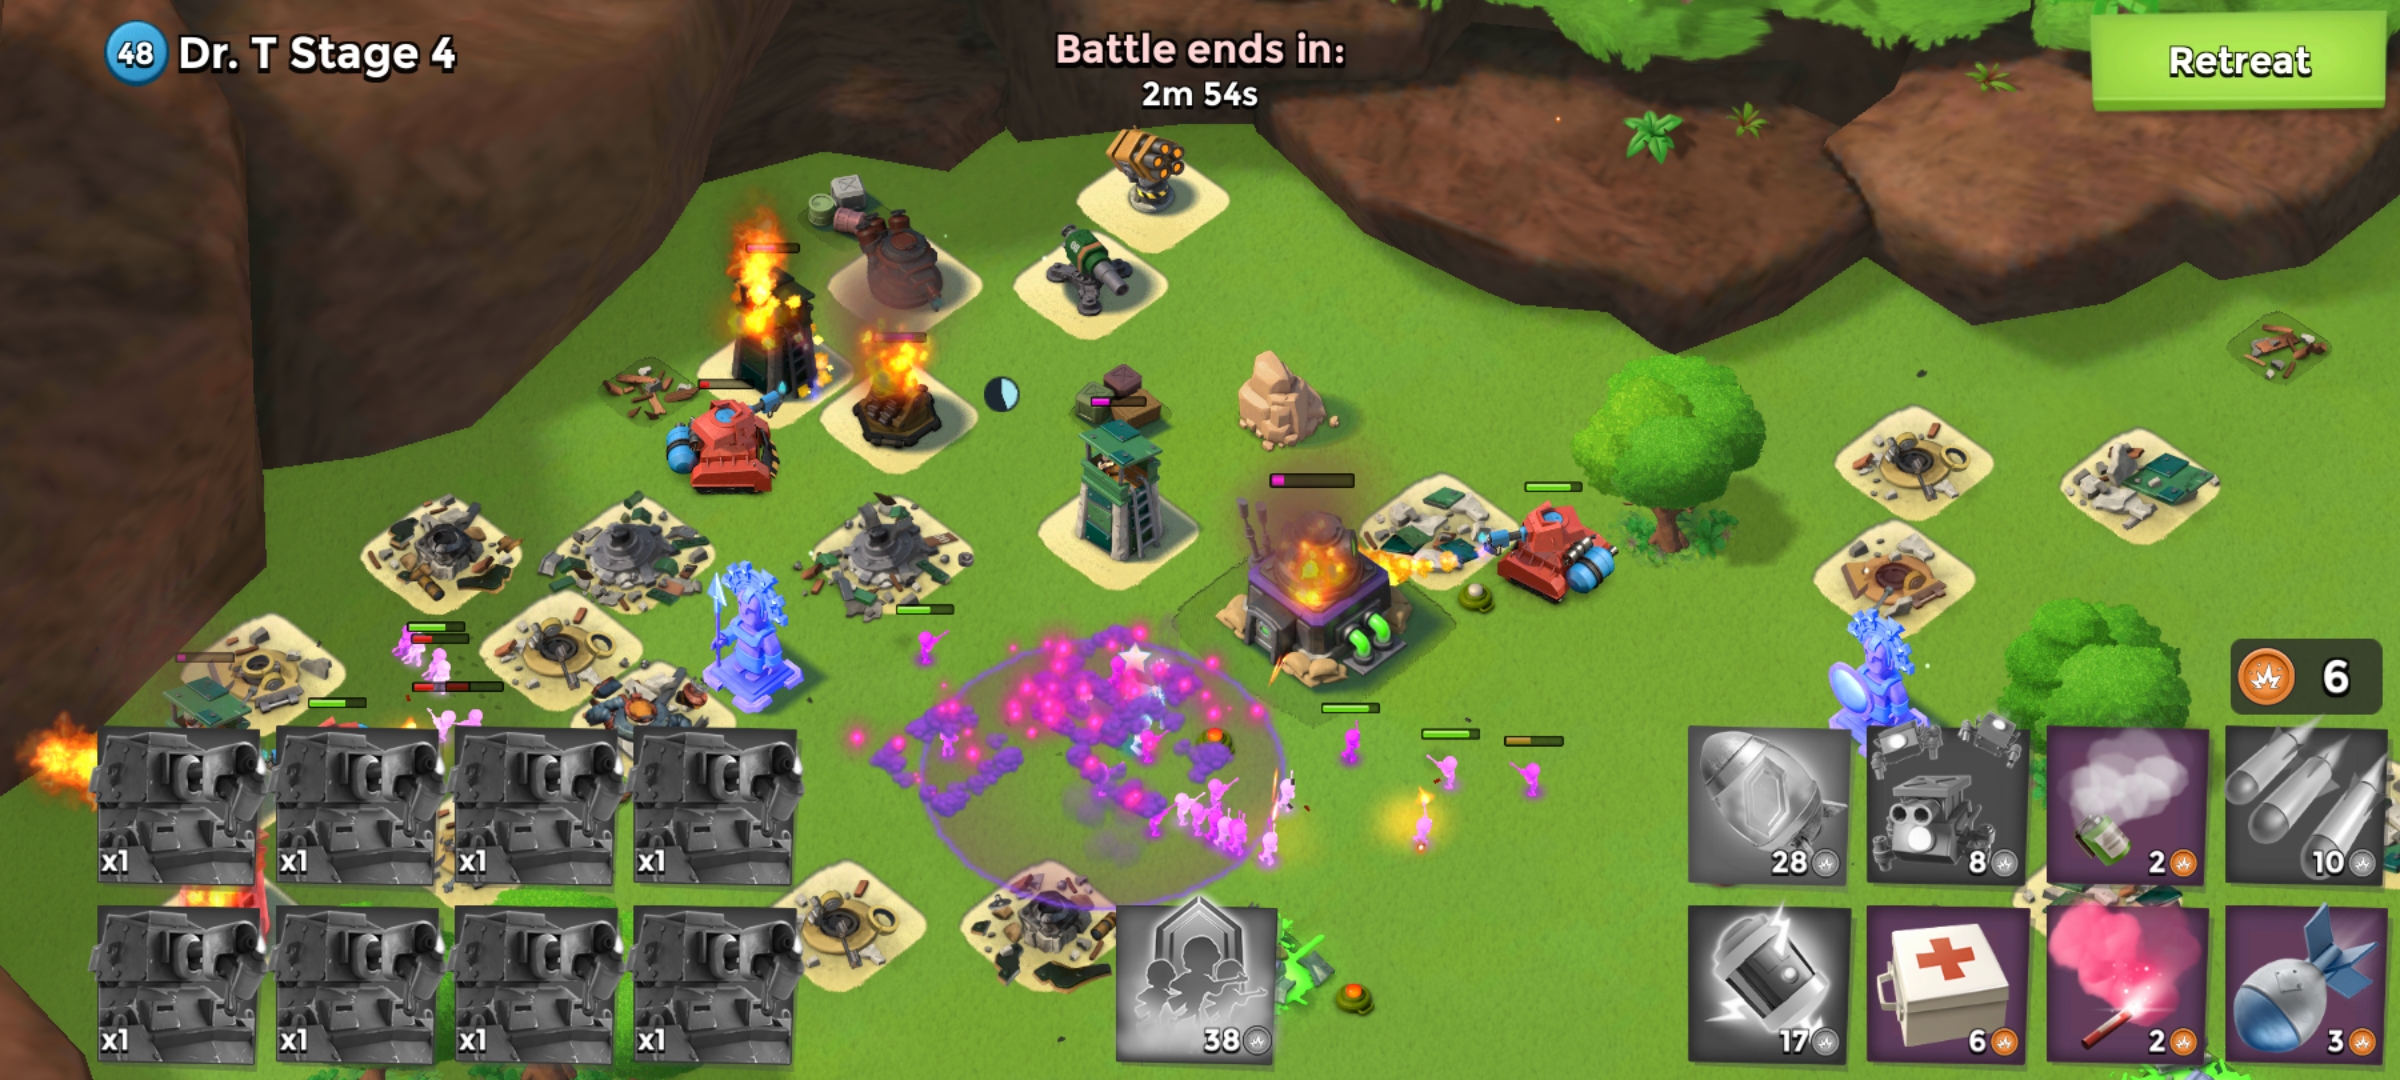 48 Dr. T Stage 4
Battle ends in:
2m 54s
Retreat
6
x1 x1 x1 x1
28 8 2 10
x1 x1 x1 x1
38
17 6 2 3